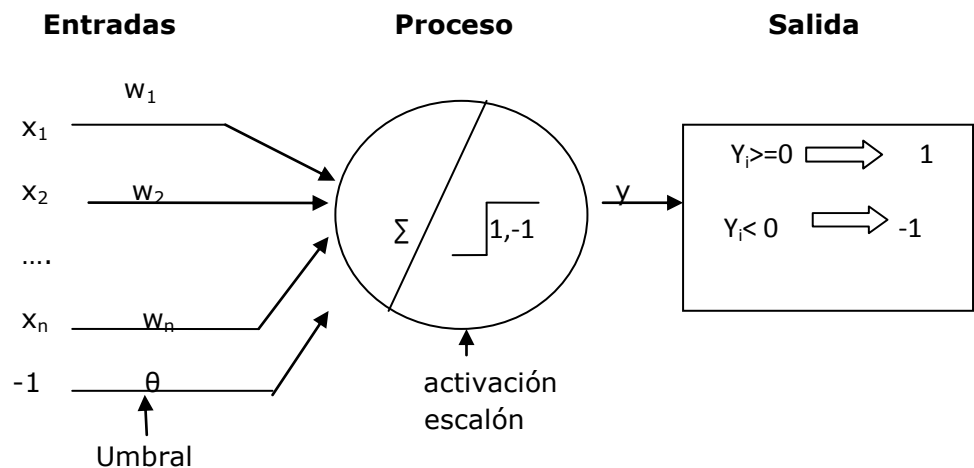 Entradas Proceso Salida
w₁
x₁
x₂ w₂
....
xₙ wₙ
-1 θ
Umbral
Σ 1,-1
activación
escalón
y
Yᵢ>=0 1
Yᵢ< 0 -1